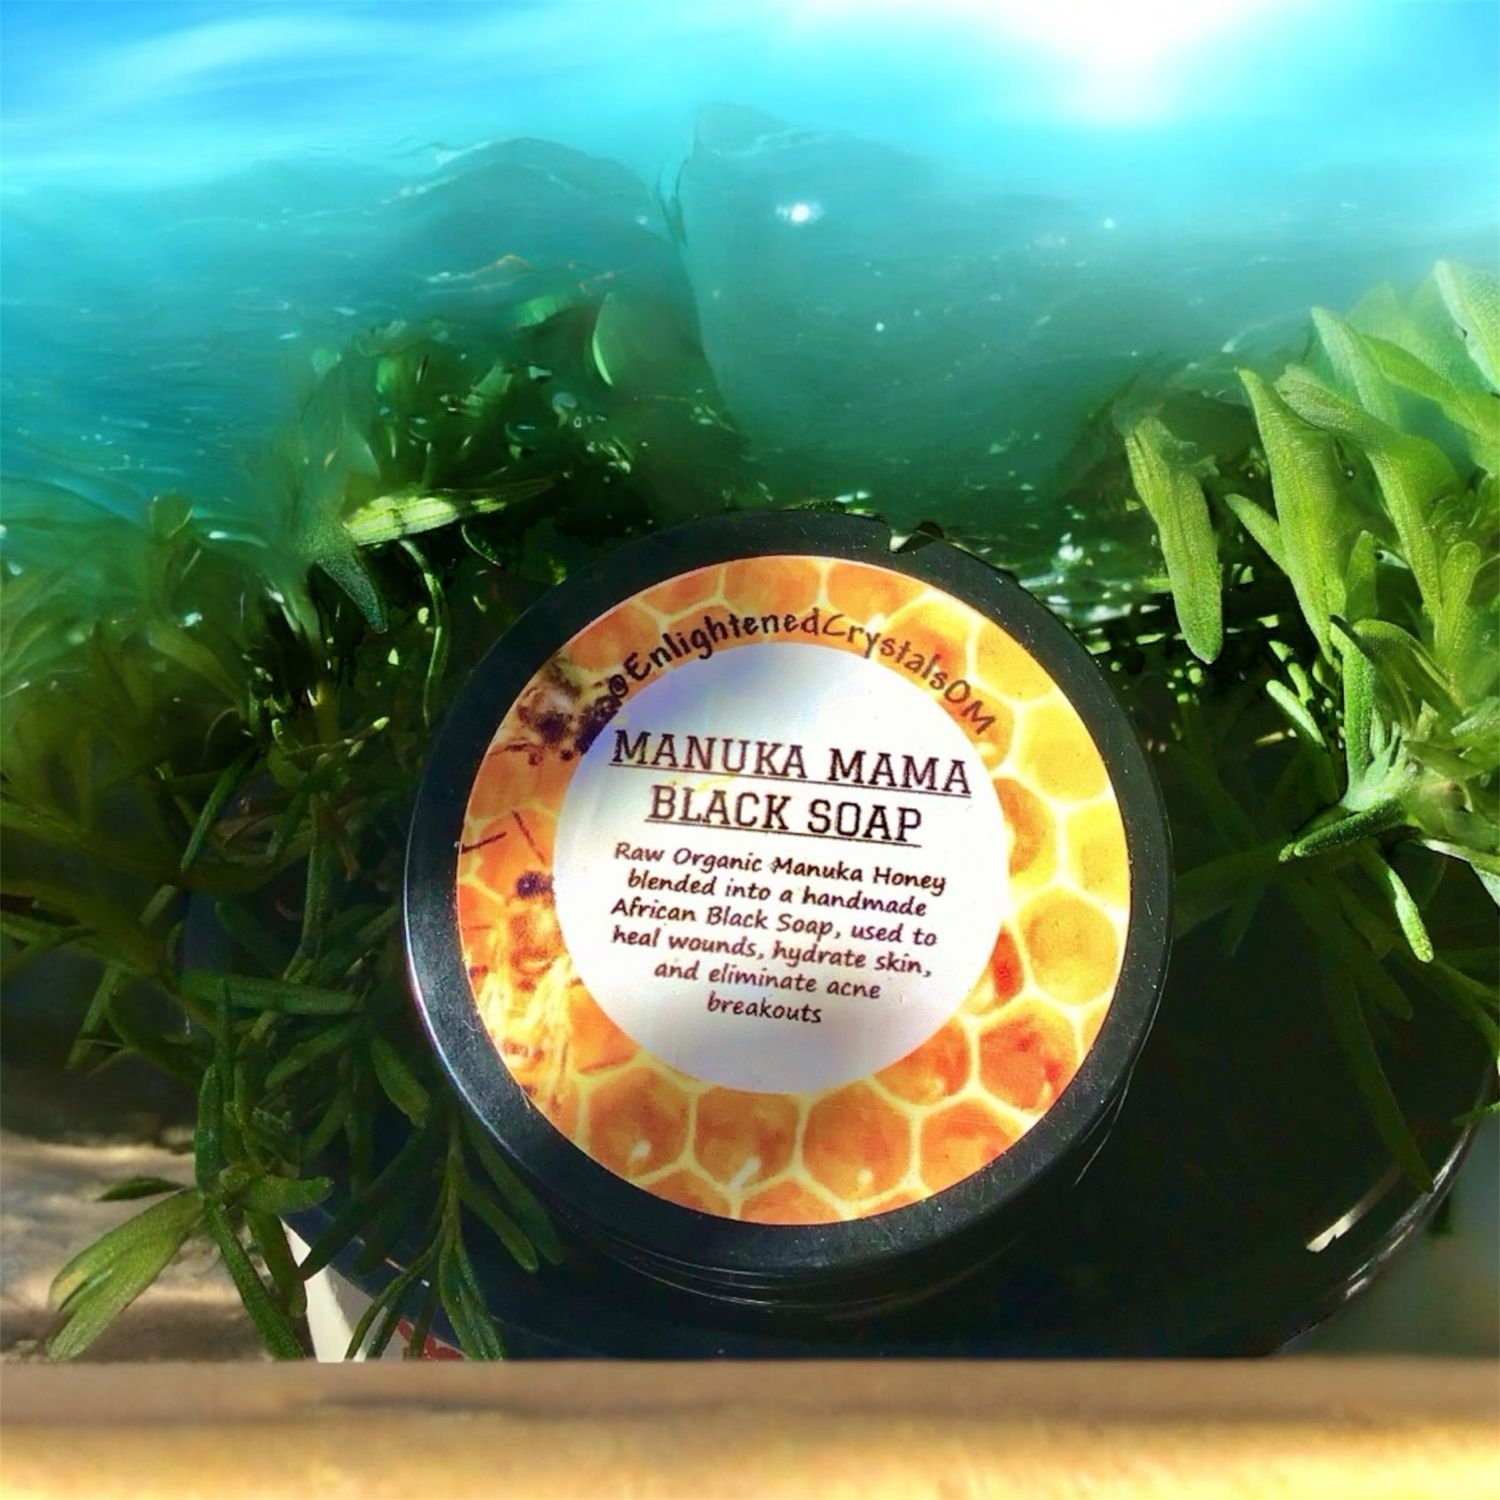 @EnlightenedCrystalsOM
MANUKA MAMA
BLACK SOAP
Raw Organic Manuka Honey
blended into a handmade
African Black Soap, used to
heal wounds, hydrate skin,
and eliminate acne
breakouts